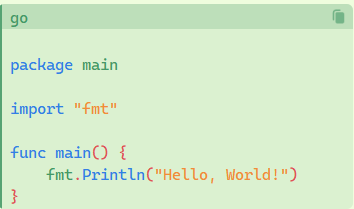 go
package main
import "fmt"
func main() {
    fmt.Println("Hello, World!")
}